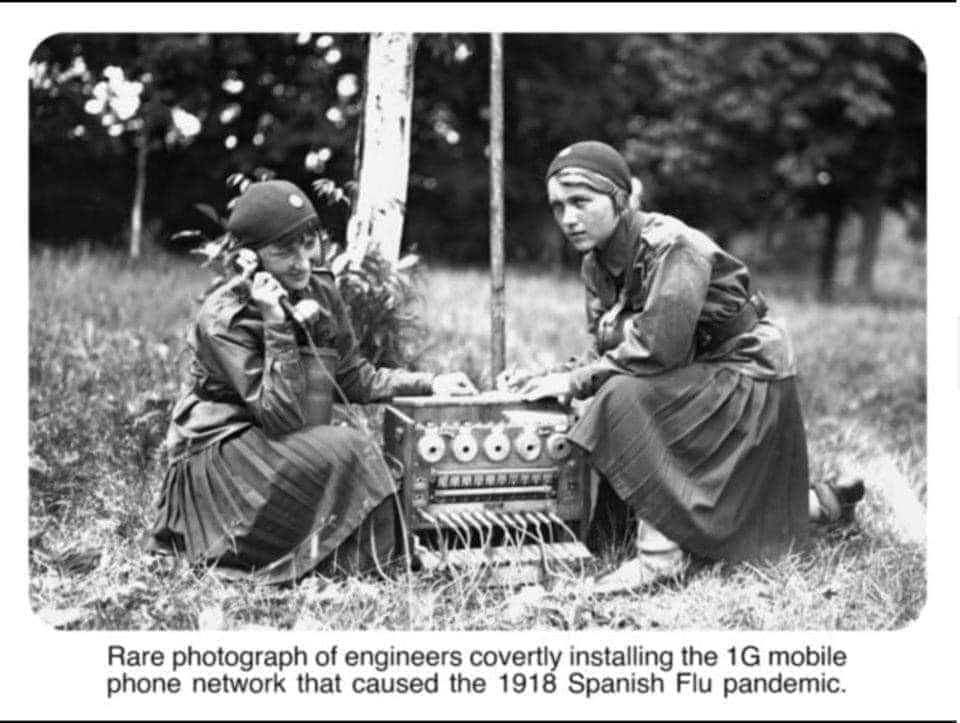 Rare photograph of engineers covertly installing the 1G mobile
phone network that caused the 1918 Spanish Flu pandemic.